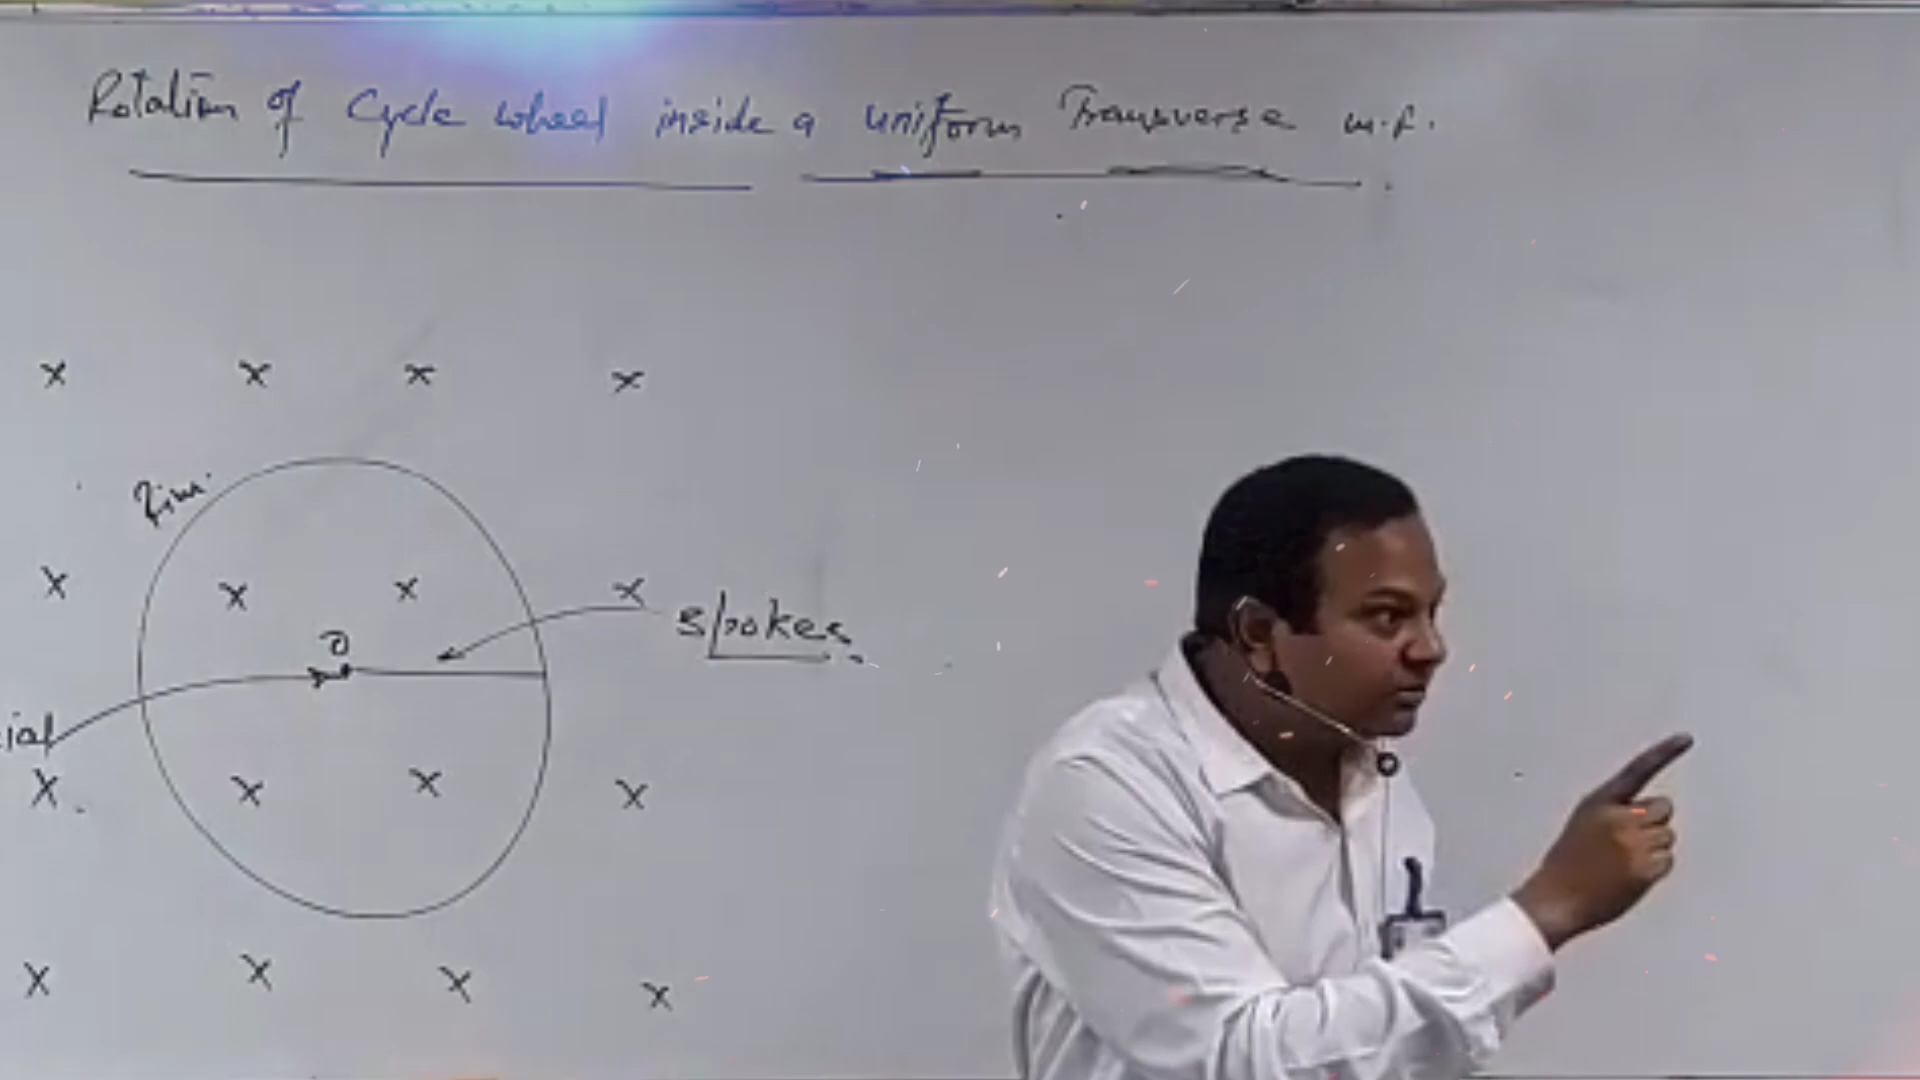 Rotation of Cycle wheel inside a uniform Transverse m.f.
Rim.
x x x x
x x x x
O
Spokes.
ial
x x x x
x x x x